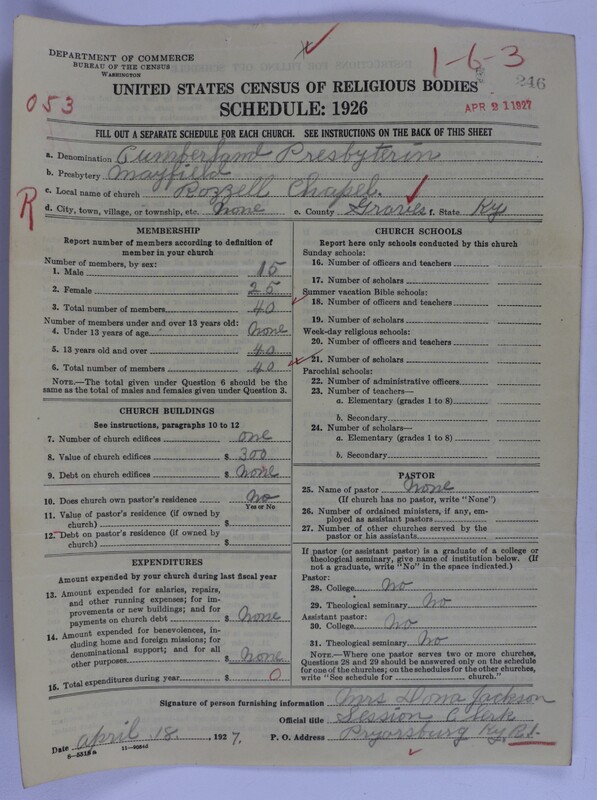 DEPARTMENT OF COMMERCE
BUREAU OF THE CENSUS
WASHINGTON
1-6-3
246
053
UNITED STATES CENSUS OF RELIGIOUS BODIES
SCHEDULE: 1926
APR 21 1927
FILL OUT A SEPARATE SCHEDULE FOR EACH CHURCH. SEE INSTRUCTIONS ON THE BACK OF THIS SHEET
a. Denomination Cumberland Presbyterin
b. Presbytery Mayfield
c. Local name of church Bozzell Chapel.
R
d. City, town, village, or township, etc. None e. County Graves f. State Ky
MEMBERSHIP
Report number of members according to definition of
member in your church
Number of members, by sex:
1. Male 15
2. Female 25
3. Total number of members 40
Number of members under and over 13 years old:
4. Under 13 years of age None
5. 13 years old and over 40
6. Total number of members 40
NOTE.—The total given under Question 6 should be
same as the total of males and females given under Question 3.
CHURCH BUILDINGS
See instructions, paragraphs 10 to 12
7. Number of church edifices one
8. Value of church edifices $ 300
9. Debt on church edifices $ None
10. Does church own pastor's residence No
Yes or No
11. Value of pastor's residence (if owned by
church) $
12. Debt on pastor's residence (if owned by
church) $
EXPENDITURES
Amount expended by your church during last fiscal year
13. Amount expended for salaries, repairs,
and other running expenses; for im-
provements or new buildings; and for
payments on church debt $ None
14. Amount expended for benevolences, in-
cluding home and foreign missions; for
denominational support; and for all
other purposes $ None
15. Total expenditures during year $ 0
CHURCH SCHOOLS
Report here only schools conducted by this church
Sunday schools:
16. Number of officers and teachers
17. Number of scholars
Summer vacation Bible schools:
18. Number of officers and teachers
19. Number of scholars
Week-day religious schools:
20. Number of officers and teachers
21. Number of scholars
Parochial schools:
22. Number of administrative officers
23. Number of teachers—
a. Elementary (grades 1 to 8)
b. Secondary
24. Number of scholars—
a. Elementary (grades 1 to 8)
b. Secondary
PASTOR
25. Name of pastor None
(If church has no pastor, write "None")
26. Number of ordained ministers, if any, em-
ployed as assistant pastors
27. Number of other churches served by the
pastor or his assistants
If pastor (or assistant pastor) is a graduate of a college or
theological seminary, give name of institution below. (If
not a graduate, write "No" in the space indicated.)
Pastor:
28. College No
29. Theological seminary No
Assistant pastor:
30. College No
31. Theological seminary No
NOTE.—Where one pastor serves two or more churches,
Questions 28 and 29 should be answered only on the schedule
for one of the churches; on the schedules for the other churches,
write "See schedule for church."
Signature of person furnishing information Mrs Dona Jackson
Official title Session Clerk
Date April 18, 1927. P. O. Address Pryorsburg Ky R1.
8-5518a